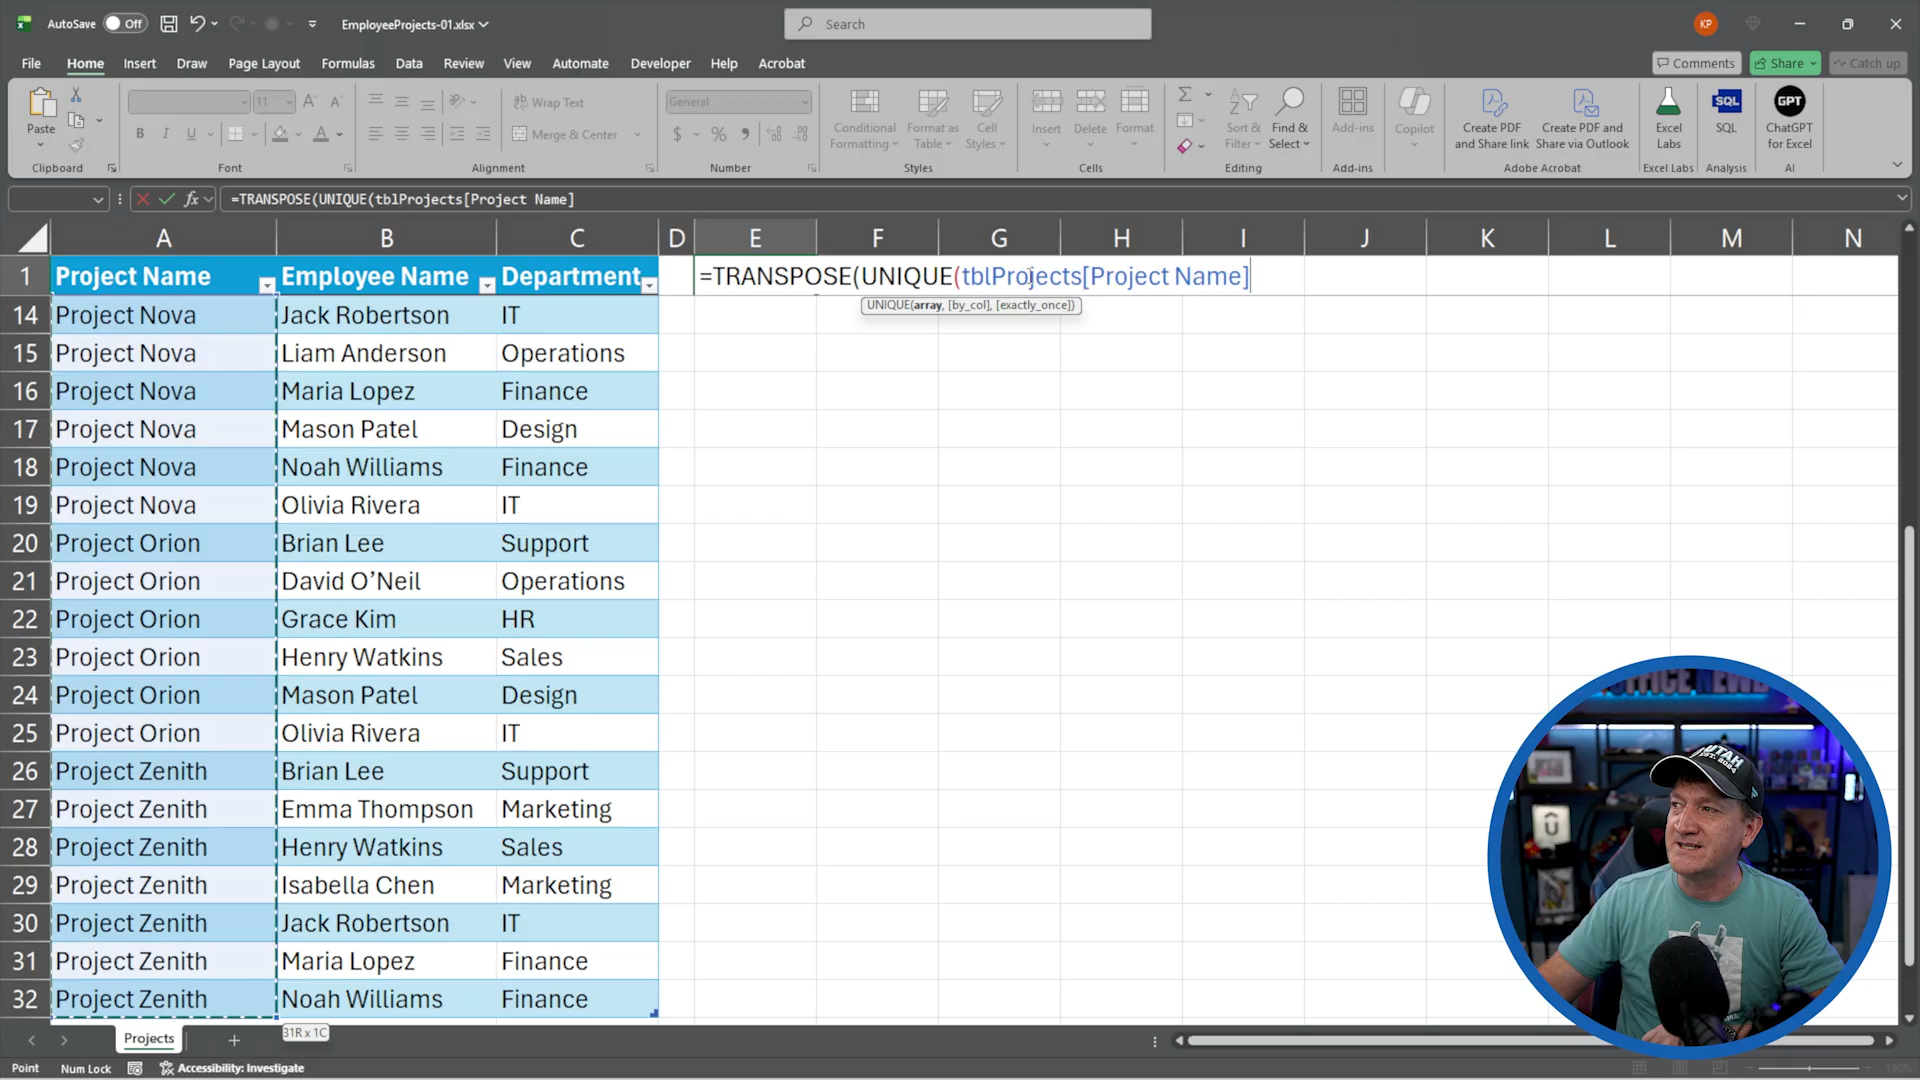 AutoSave Off EmployeeProjects-01.xlsx Search KP
File Home Insert Draw Page Layout Formulas Data Review View Automate Developer Help Acrobat Comments Share Catch up
Paste 11 Wrap Text Merge & Center General Conditional Formatting Format as Table Cell Styles Insert Delete Format Sort & Filter Find & Select Add-ins Copilot Create PDF and Share link Create PDF and Share via Outlook Excel Labs SQL SQL GPT ChatGPT for Excel
Clipboard Font Alignment Number Styles Cells Editing Add-ins Adobe Acrobat Excel Labs Analysis AI
fx =TRANSPOSE(UNIQUE(tblProjects[Project Name]
A B C D E F G H I J K L M N
1 Project Name Employee Name Department =TRANSPOSE(UNIQUE(tblProjects[Project Name]
UNIQUE(array, [by_col], [exactly_once])
14 Project Nova Jack Robertson IT
15 Project Nova Liam Anderson Operations
16 Project Nova Maria Lopez Finance
17 Project Nova Mason Patel Design
18 Project Nova Noah Williams Finance
19 Project Nova Olivia Rivera IT
20 Project Orion Brian Lee Support
21 Project Orion David O’Neil Operations
22 Project Orion Grace Kim HR
23 Project Orion Henry Watkins Sales
24 Project Orion Mason Patel Design
25 Project Orion Olivia Rivera IT
26 Project Zenith Brian Lee Support
27 Project Zenith Emma Thompson Marketing
28 Project Zenith Henry Watkins Sales
29 Project Zenith Isabella Chen Marketing
30 Project Zenith Jack Robertson IT
31 Project Zenith Maria Lopez Finance
32 Project Zenith Noah Williams Finance
UTAH
EST. 2024
Projects 31R x 1C
Point Num Lock Accessibility: Investigate 190%